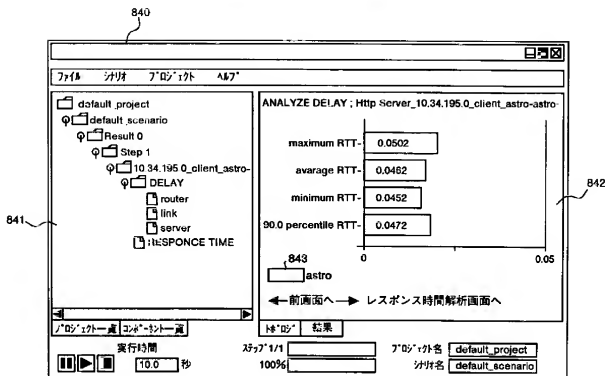 840
ファイル シナリオ プロジェクト ヘルプ
default project
default scenario
Result 0
Step 1
10 34 195 0_client_astro-
DELAY
router
link
server
RESPONCE TIME
841
プロジェクト一覧 コンポーネント一覧
ANALYZE DELAY ; Http Server_10.34.195.0_client_astro-astro-
maximum RTT- 0.0502
avarage RTT- 0.0462
minimum RTT- 0.0452
90.0 percentile RTT- 0.0472
0 0.05
842
843
astro
前画面へ レスポンス時間解析画面へ
トポロジ 結果
実行時間
10.0 秒
ステップ1/1
100%
プロジェクト名 default_project
シナリオ名 default_scenario